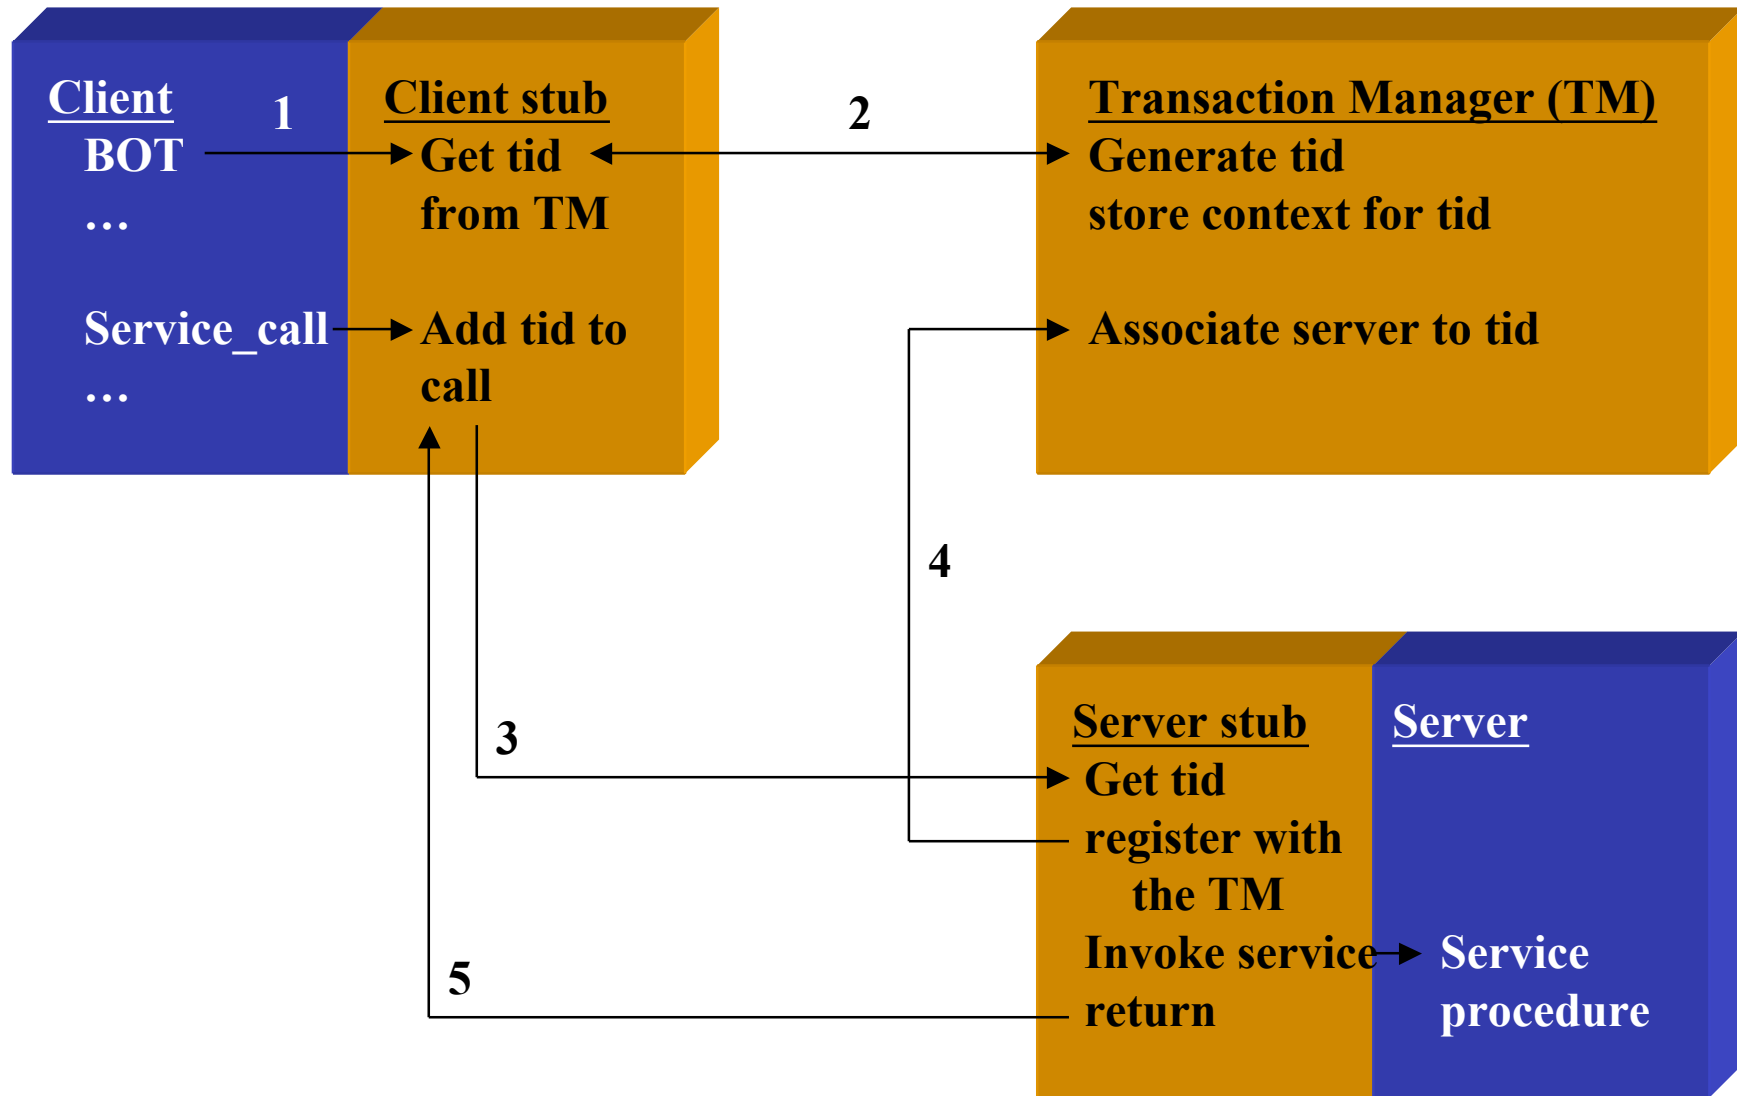 Client
BOT
…
Service_call
…
1
Client stub
Get tid
from TM
Add tid to
call
2
Transaction Manager (TM)
Generate tid
store context for tid
Associate server to tid
3
4
5
Server stub
Get tid
register with
the TM
Invoke service
return
Server
Service
procedure